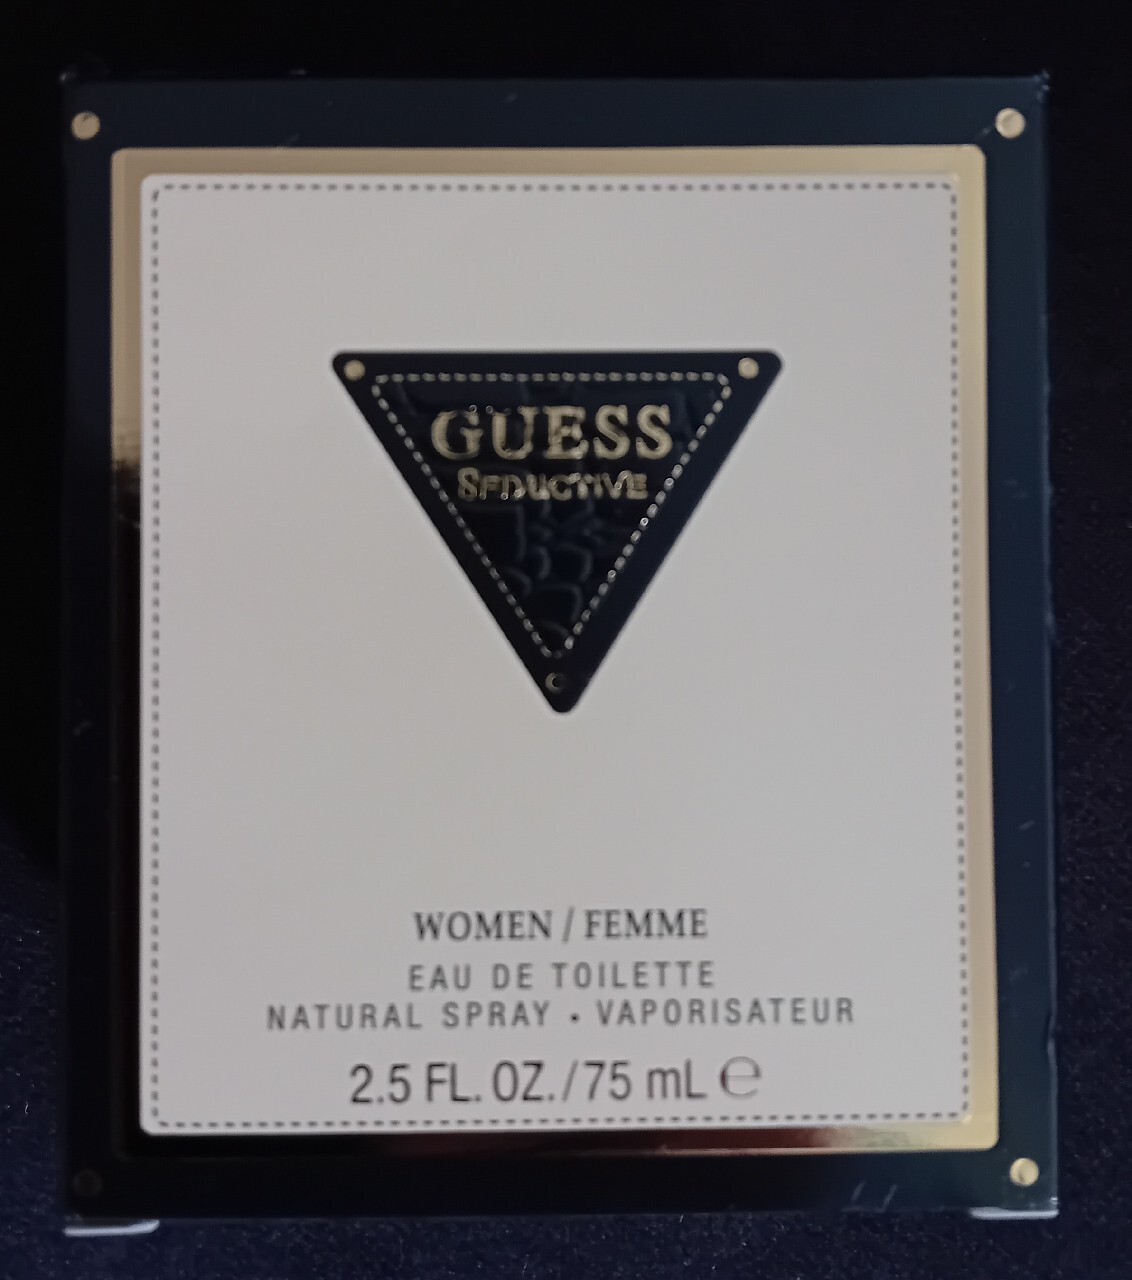 GUESS
SEDUCTIVE
WOMEN / FEMME
EAU DE TOILETTE
NATURAL SPRAY • VAPORISATEUR
2.5 FL. OZ./75 mL ℮